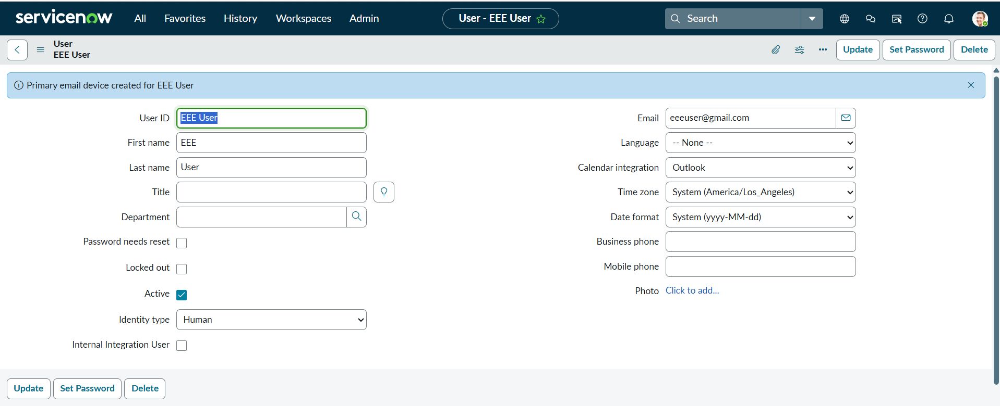 servicenow All Favorites History Workspaces Admin User - EEE User Search
User
EEE User
Update Set Password Delete
Primary email device created for EEE User
User ID EEE User
First name EEE
Last name User
Title
Department
Password needs reset
Locked out
Active
Identity type Human
Internal Integration User
Email eeeuser@gmail.com
Language -- None --
Calendar integration Outlook
Time zone System (America/Los_Angeles)
Date format System (yyyy-MM-dd)
Business phone
Mobile phone
Photo Click to add...
Update Set Password Delete